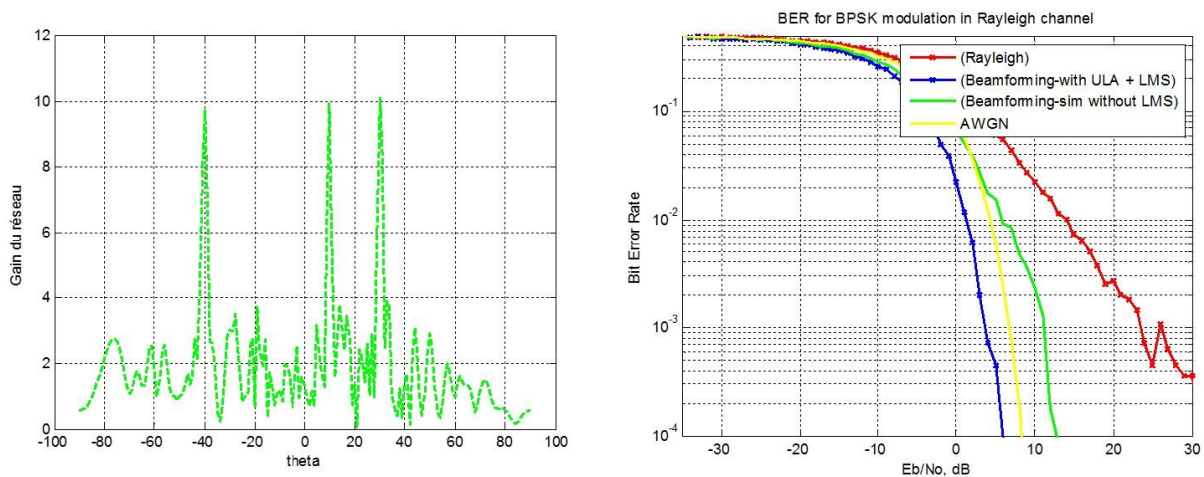 12
10
8
6
4
2
0
-100 -80 -60 -40 -20 0 20 40 60 80 100
theta
Gain du réseau
BER for BPSK modulation in Rayleigh channel
(Rayleigh)
(Beamforming-with ULA + LMS)
(Beamforming-sim without LMS)
AWGN
10-1
10-2
10-3
10-4
-30 -20 -10 0 10 20 30
Eb/No, dB
Bit Error Rate